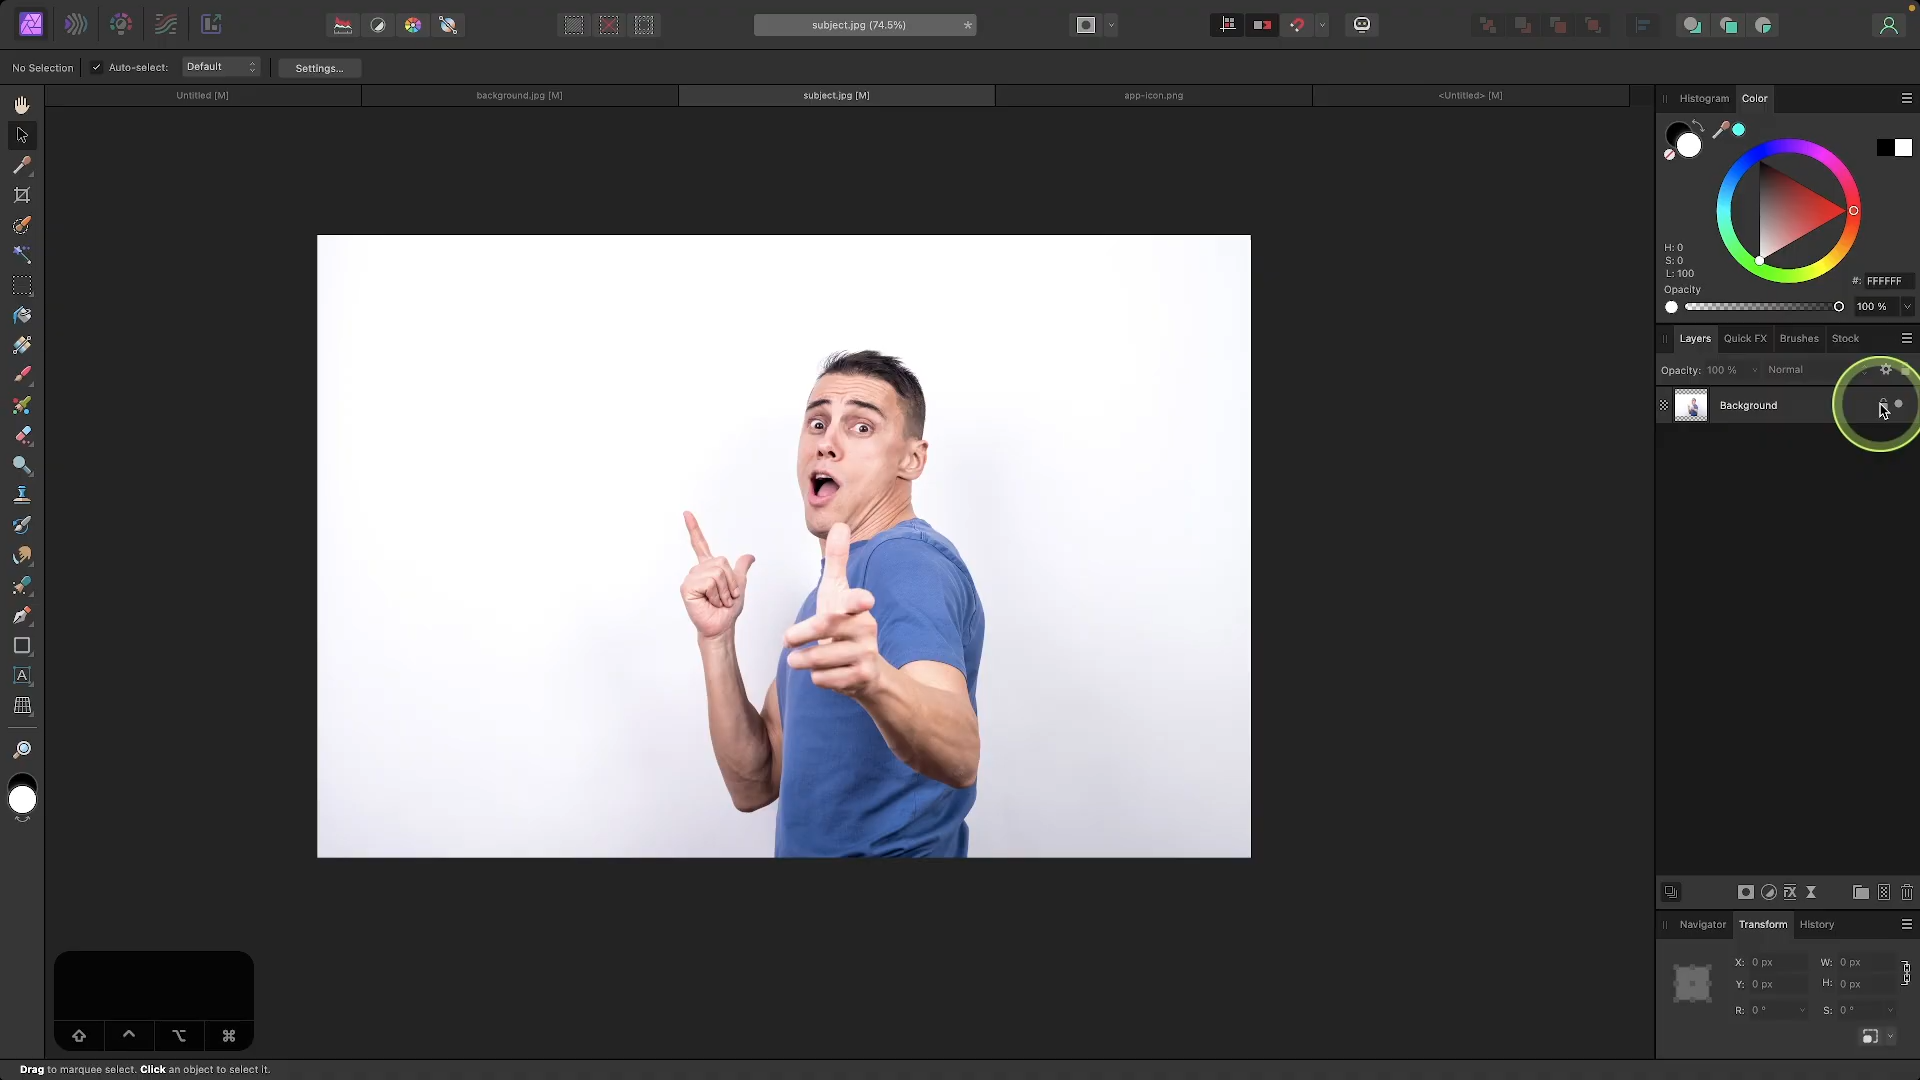 subject.jpg (74.5%)
*
No Selection
Auto-select:
Default
Settings...
Untitled [M]
background.jpg [M]
subject.jpg [M]
app-icon.png
<Untitled> [M]
Histogram
Color
H: 0
S: 0
L: 100
#: FFFFFF
Opacity
100 %
Layers
Quick FX
Brushes
Stock
Opacity: 100 %
Normal
Background
Navigator
Transform
History
X: 0 px
W: 0 px
Y: 0 px
H: 0 px
R: 0 °
S: 0 °
Drag to marquee select. Click an object to select it.